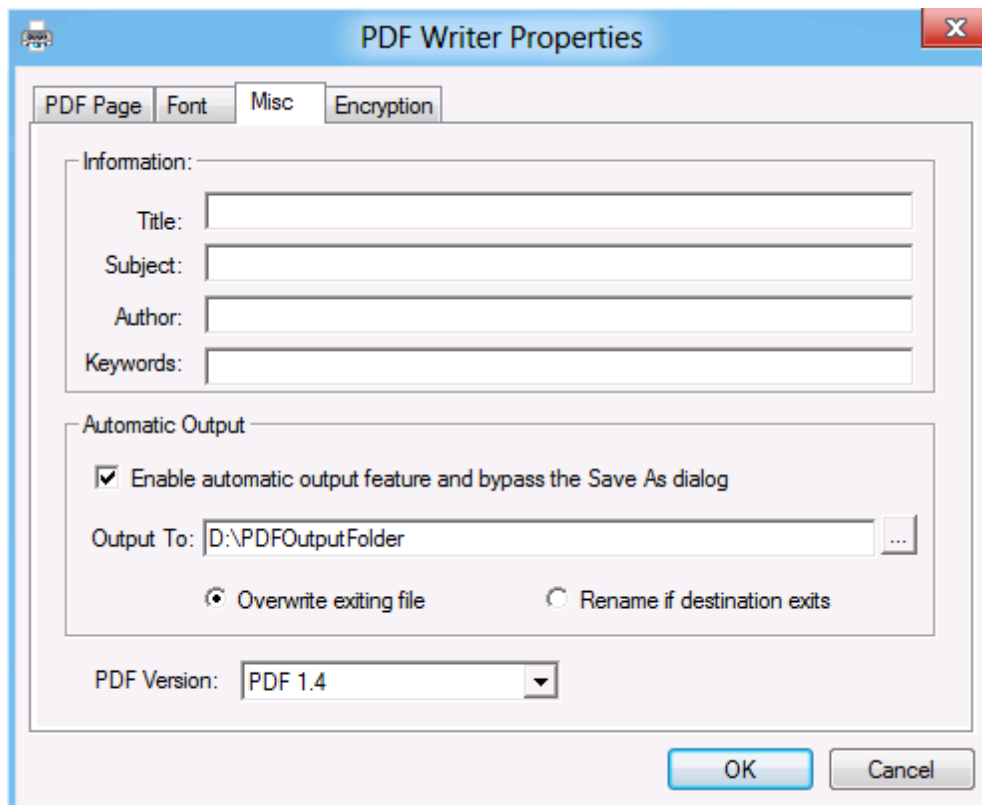 PDF Writer Properties
x
PDF Page Font Misc Encryption
Information:
Title:
Subject:
Author:
Keywords:
Automatic Output
Enable automatic output feature and bypass the Save As dialog
Output To: D:\PDFOutputFolder ...
Overwrite exiting file Rename if destination exits
PDF Version: PDF 1.4
OK Cancel